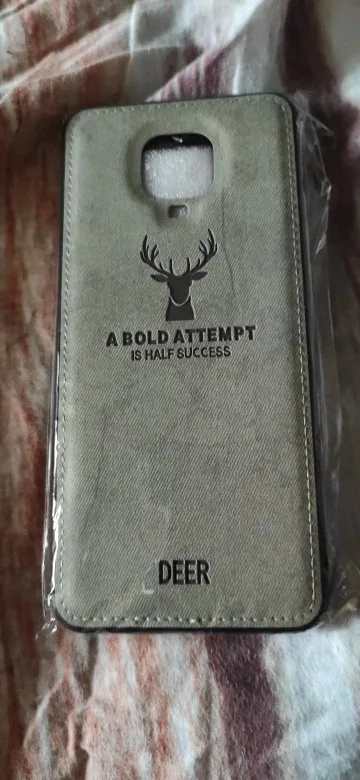 A BOLD ATTEMPT
IS HALF SUCCESS
DEER